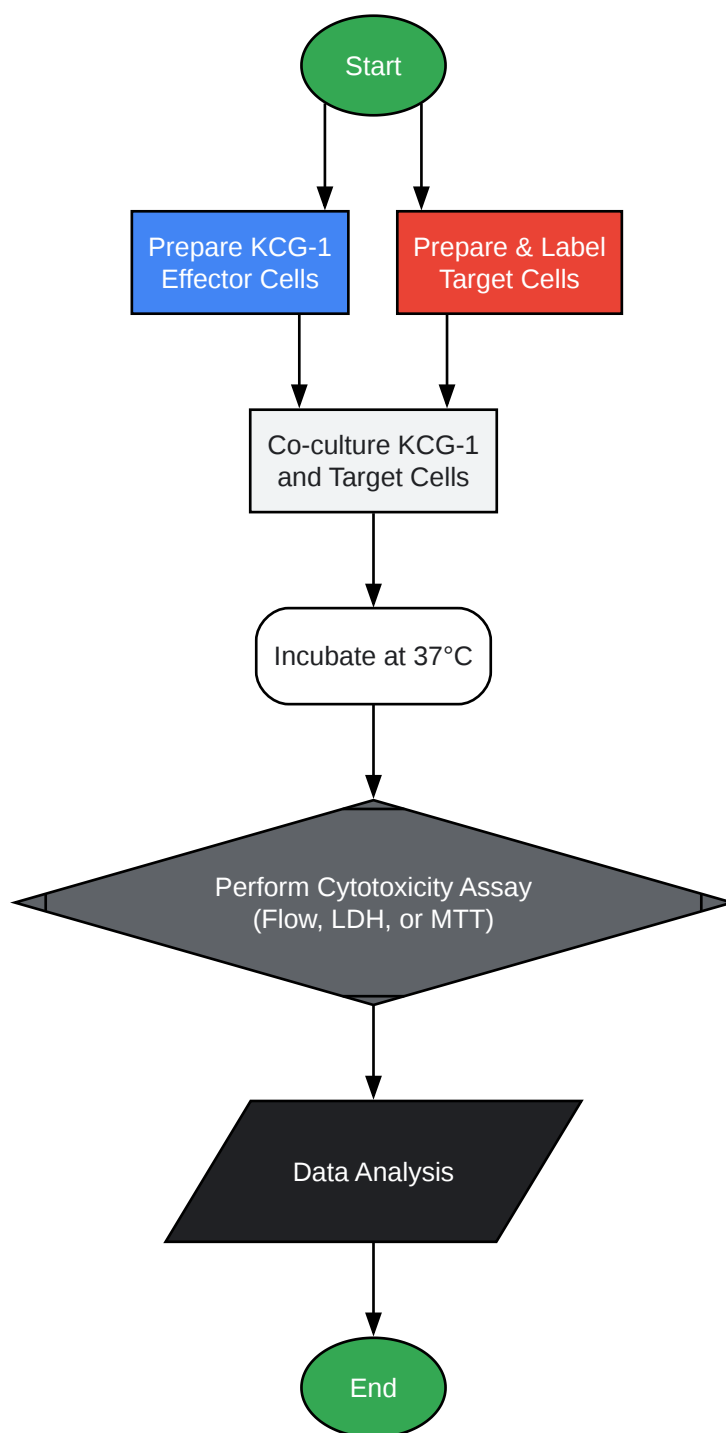 Start
Prepare KCG-1
Effector Cells
Prepare & Label
Target Cells
Co-culture KCG-1
and Target Cells
Incubate at 37°C
Perform Cytotoxicity Assay
(Flow, LDH, or MTT)
Data Analysis
End